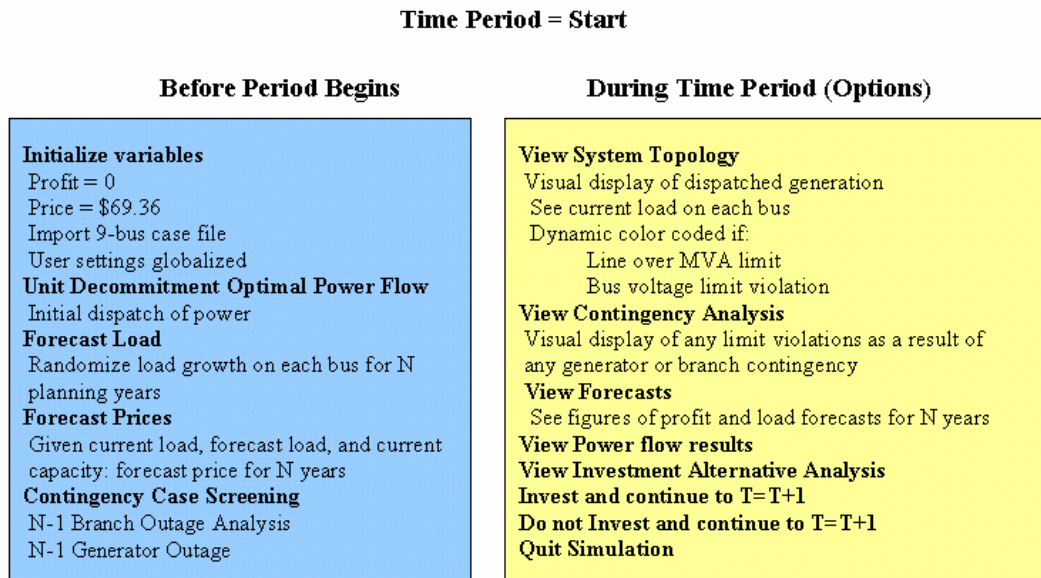 Time Period = Start
Before Period Begins
Initialize variables
Profit = 0
Price = $69.36
Import 9-bus case file
User settings globalized
Unit Decommitment Optimal Power Flow
Initial dispatch of power
Forecast Load
Randomize load growth on each bus for N
planning years
Forecast Prices
Given current load, forecast load, and current
capacity: forecast price for N years
Contingency Case Screening
N-1 Branch Outage Analysis
N-1 Generator Outage
During Time Period (Options)
View System Topology
Visual display of dispatched generation
See current load on each bus
Dynamic color coded if:
Line over MVA limit
Bus voltage limit violation
View Contingency Analysis
Visual display of any limit violations as a result of
any generator or branch contingency
View Forecasts
See figures of profit and load forecasts for N years
View Power flow results
View Investment Alternative Analysis
Invest and continue to T=T+1
Do not Invest and continue to T=T+1
Quit Simulation